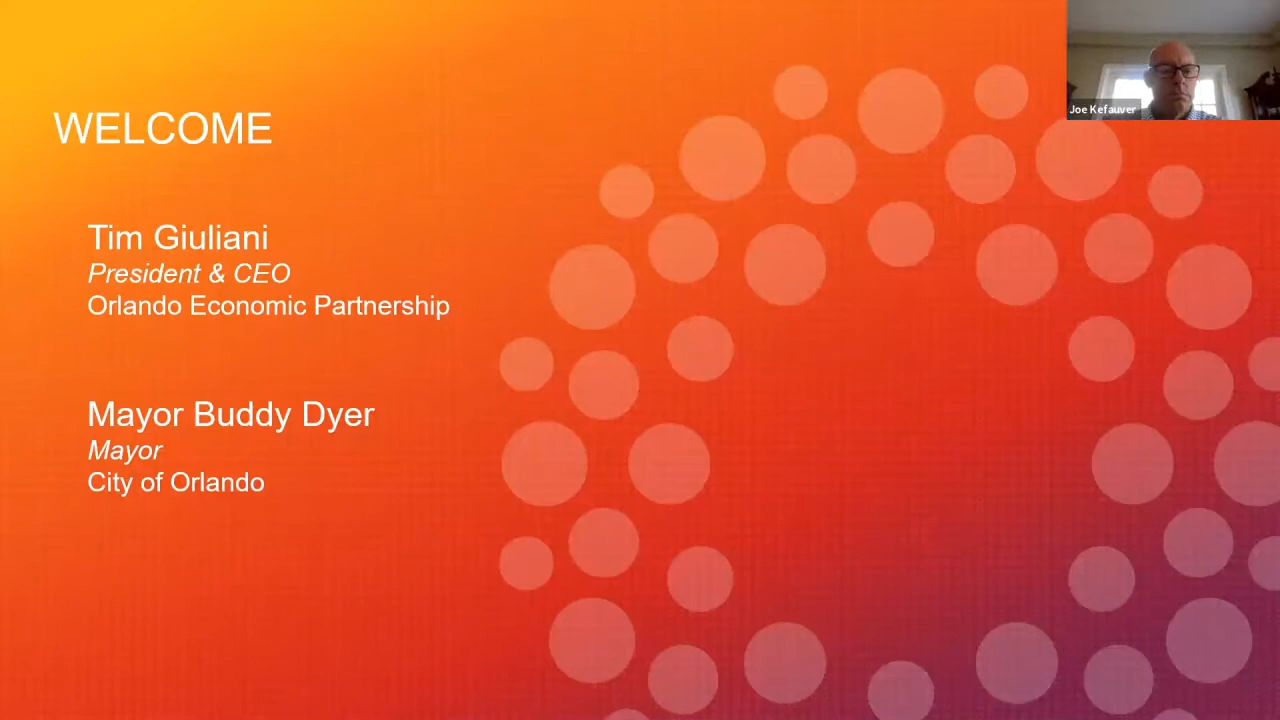 WELCOME
Tim Giuliani
President & CEO
Orlando Economic Partnership
Mayor Buddy Dyer
Mayor
City of Orlando
Joe Kefauver